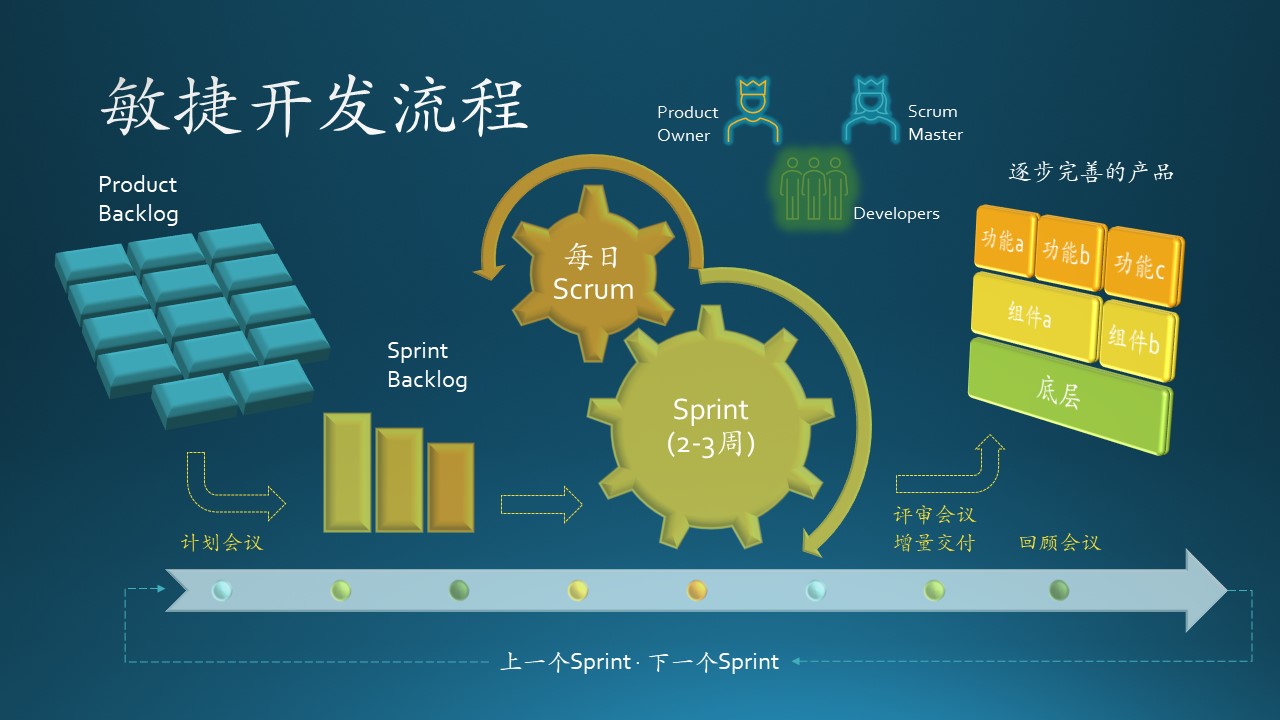 敏捷开发流程
Product
Owner
Scrum
Master
Developers
Product
Backlog
每日
Scrum
Sprint
(2-3周)
Sprint
Backlog
逐步完善的产品
功能a
功能b
功能c
组件a
组件b
底层
计划会议
评审会议
增量交付
回顾会议
上一个Sprint · 下一个Sprint